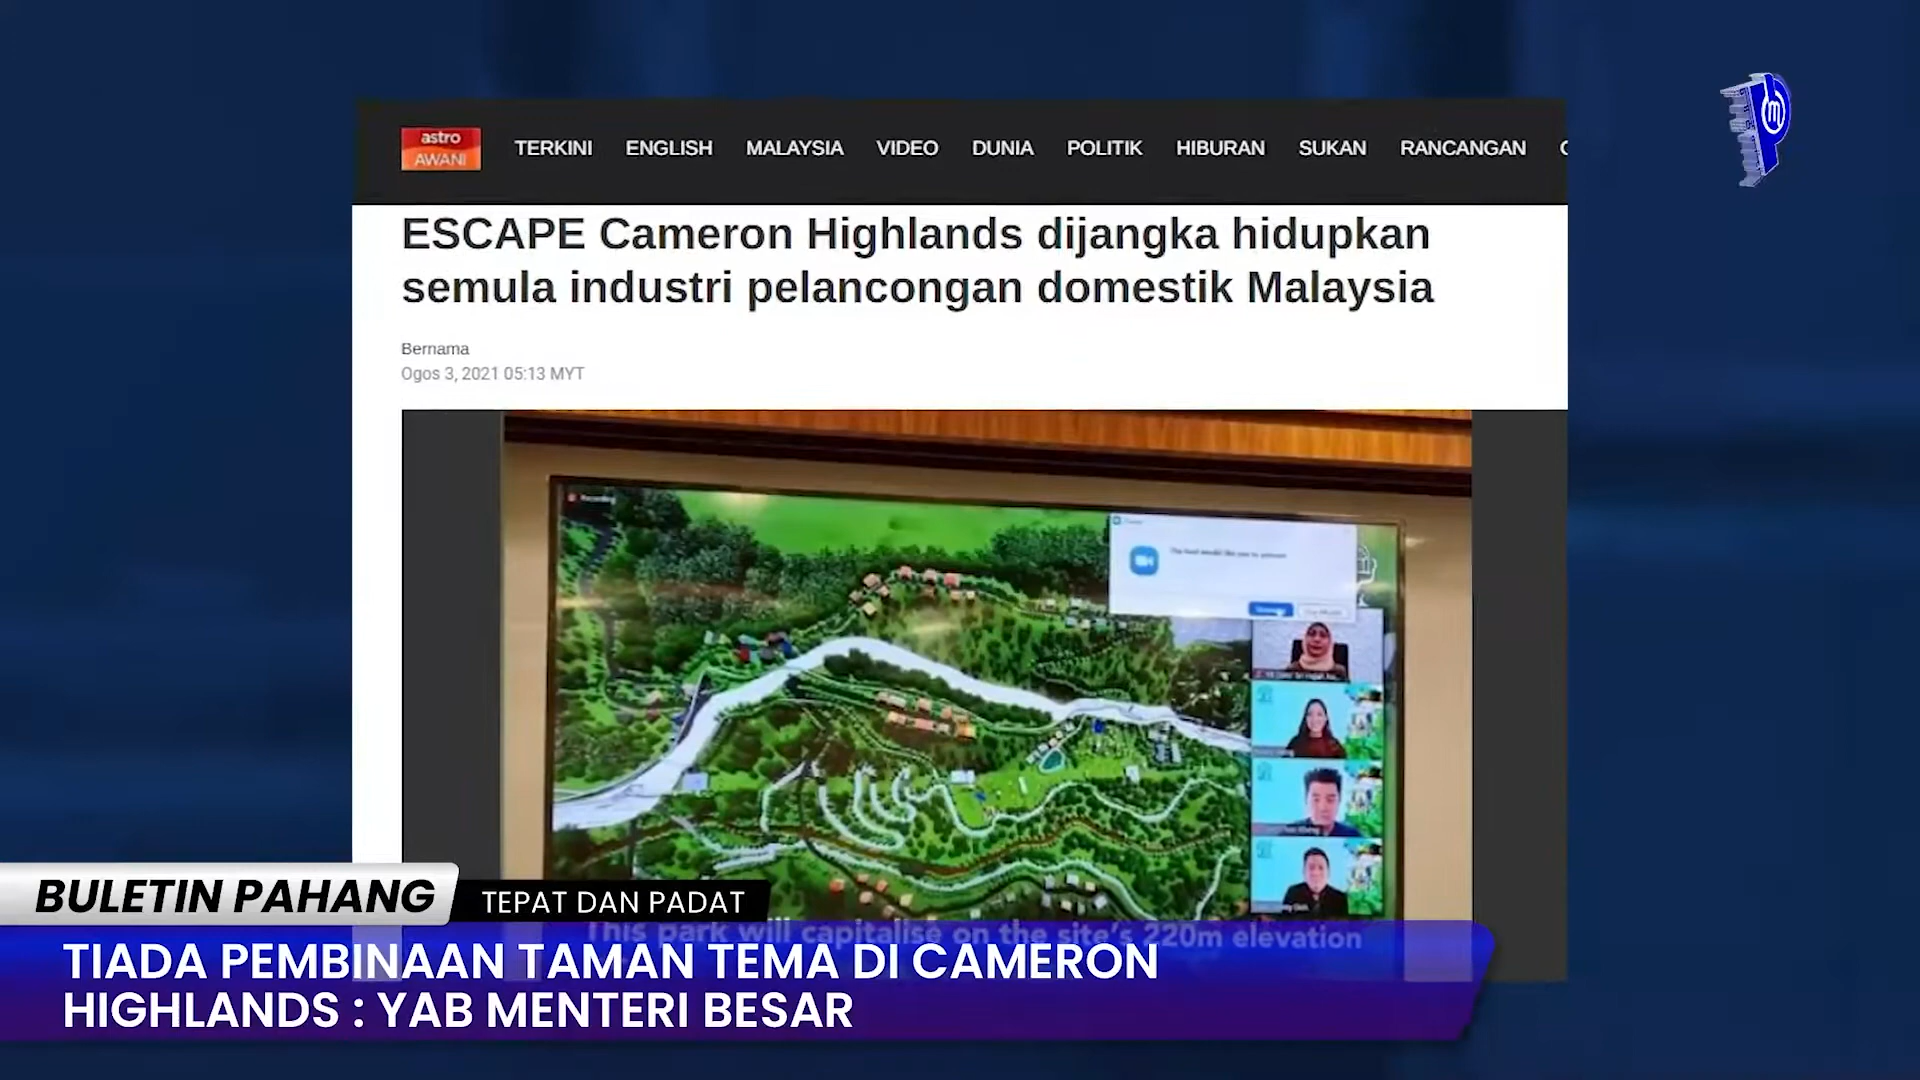 astro
AWANI
TERKINI ENGLISH MALAYSIA VIDEO DUNIA POLITIK HIBURAN SUKAN RANCANGAN
ESCAPE Cameron Highlands dijangka hidupkan
semula industri pelancongan domestik Malaysia
Bernama
Ogos 3, 2021 05:13 MYT
Recording
This park will capitalise on the site's 220m elevation
BULETIN PAHANG
TEPAT DAN PADAT
TIADA PEMBINAAN TAMAN TEMA DI CAMERON
HIGHLANDS : YAB MENTERI BESAR